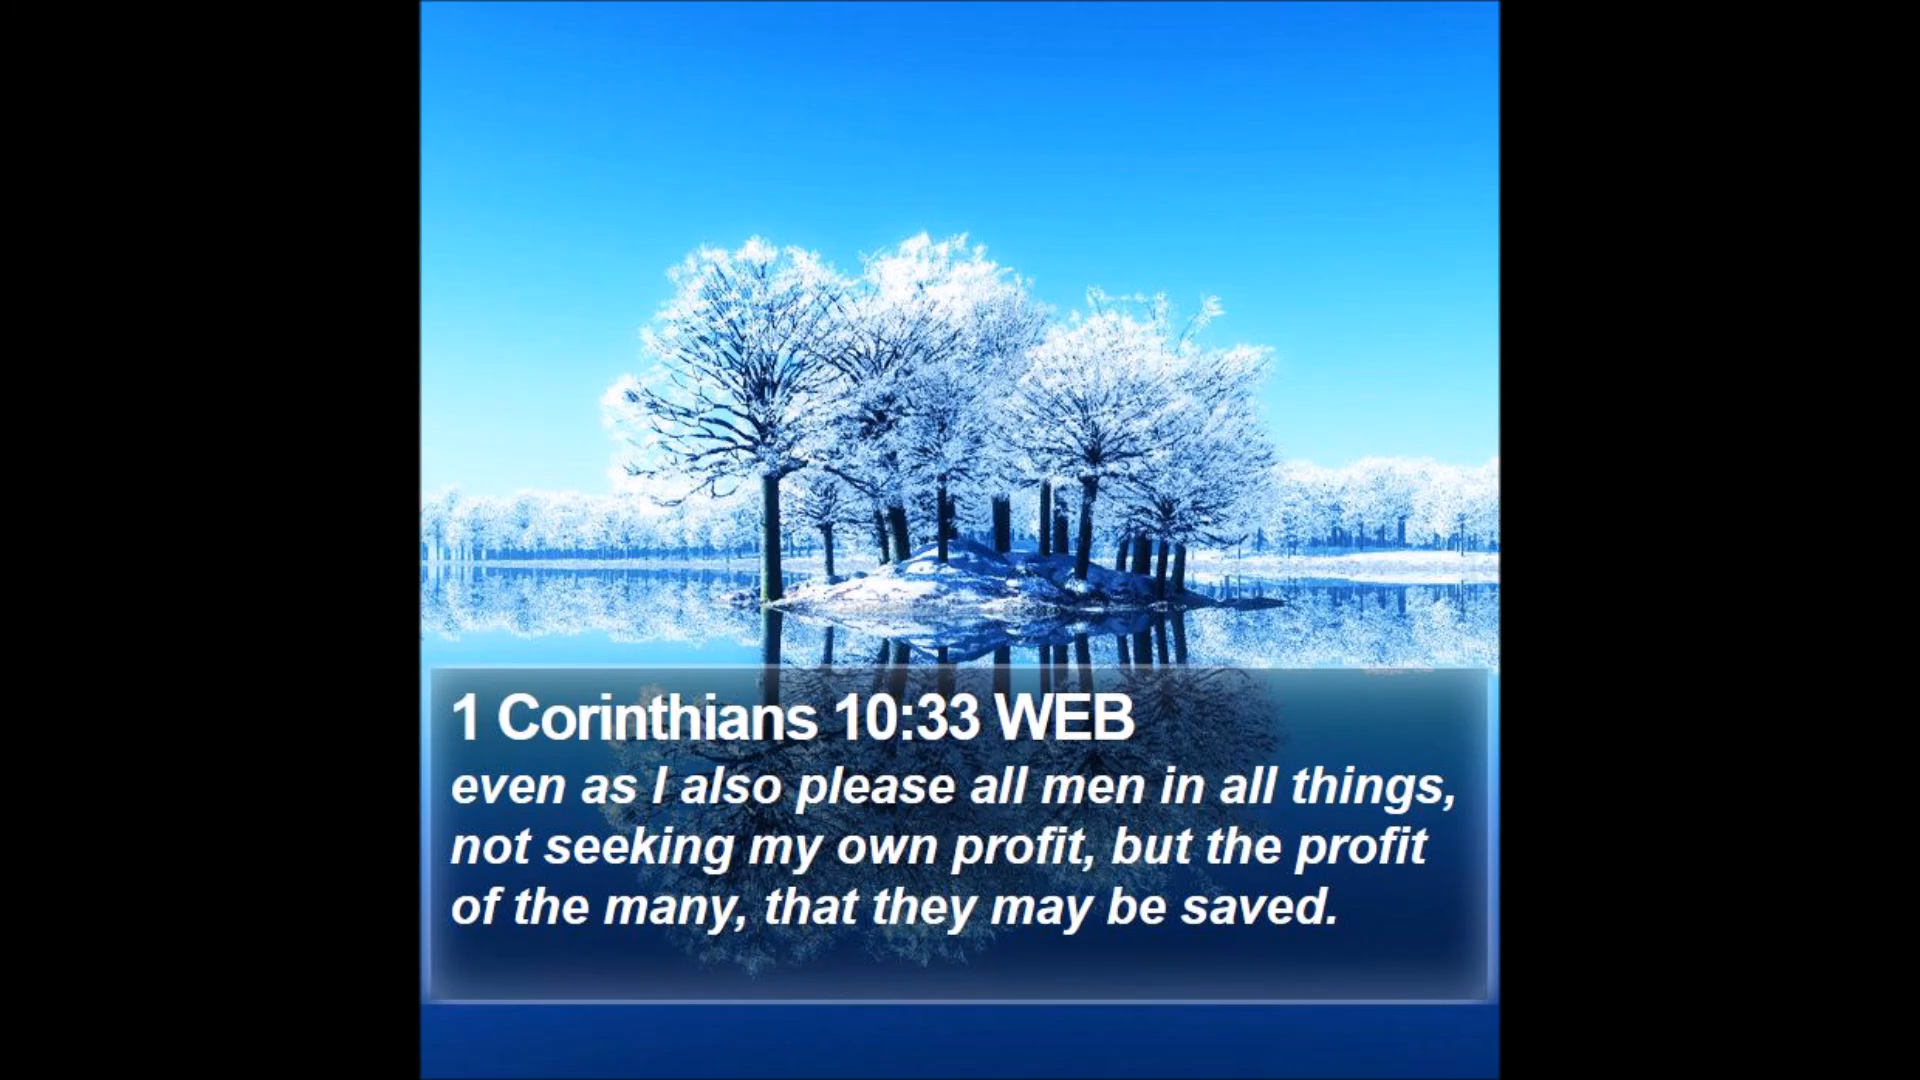 1 Corinthians 10:33 WEB
even as I also please all men in all things,
not seeking my own profit, but the profit
of the many, that they may be saved.